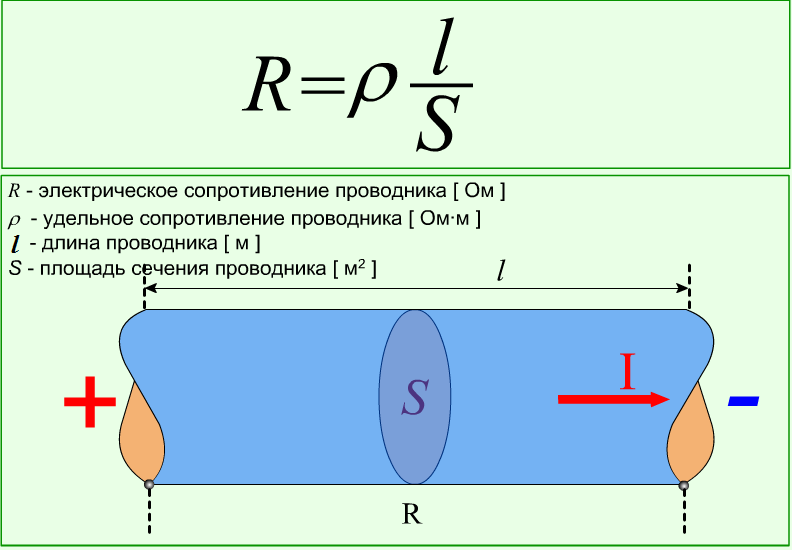 R=ρ l/S
R - электрическое сопротивление проводника [ Ом ]
ρ - удельное сопротивление проводника [ Ом·м ]
l - длина проводника [ м ]
S - площадь сечения проводника [ м² ]
l
+
S
I
-
R